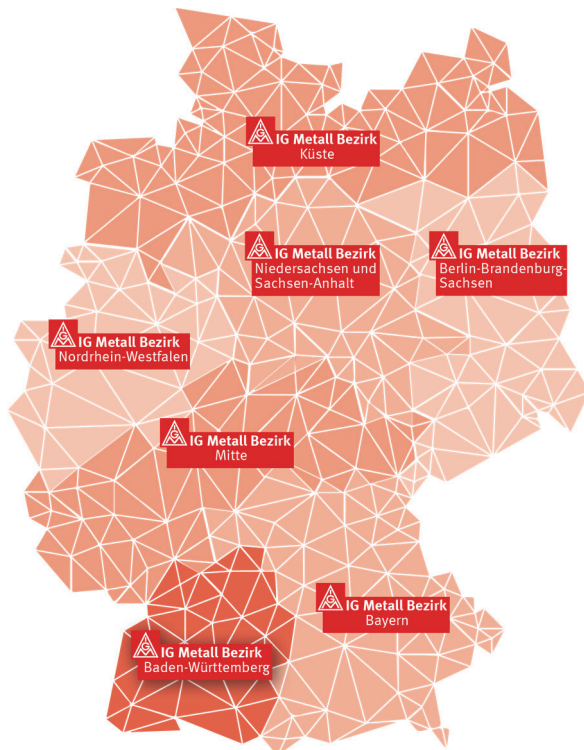 IG Metall Bezirk
Küste
IG Metall Bezirk
Niedersachsen und
Sachsen-Anhalt
IG Metall Bezirk
Berlin-Brandenburg-
Sachsen
IG Metall Bezirk
Nordrhein-Westfalen
IG Metall Bezirk
Mitte
IG Metall Bezirk
Bayern
IG Metall Bezirk
Baden-Württemberg